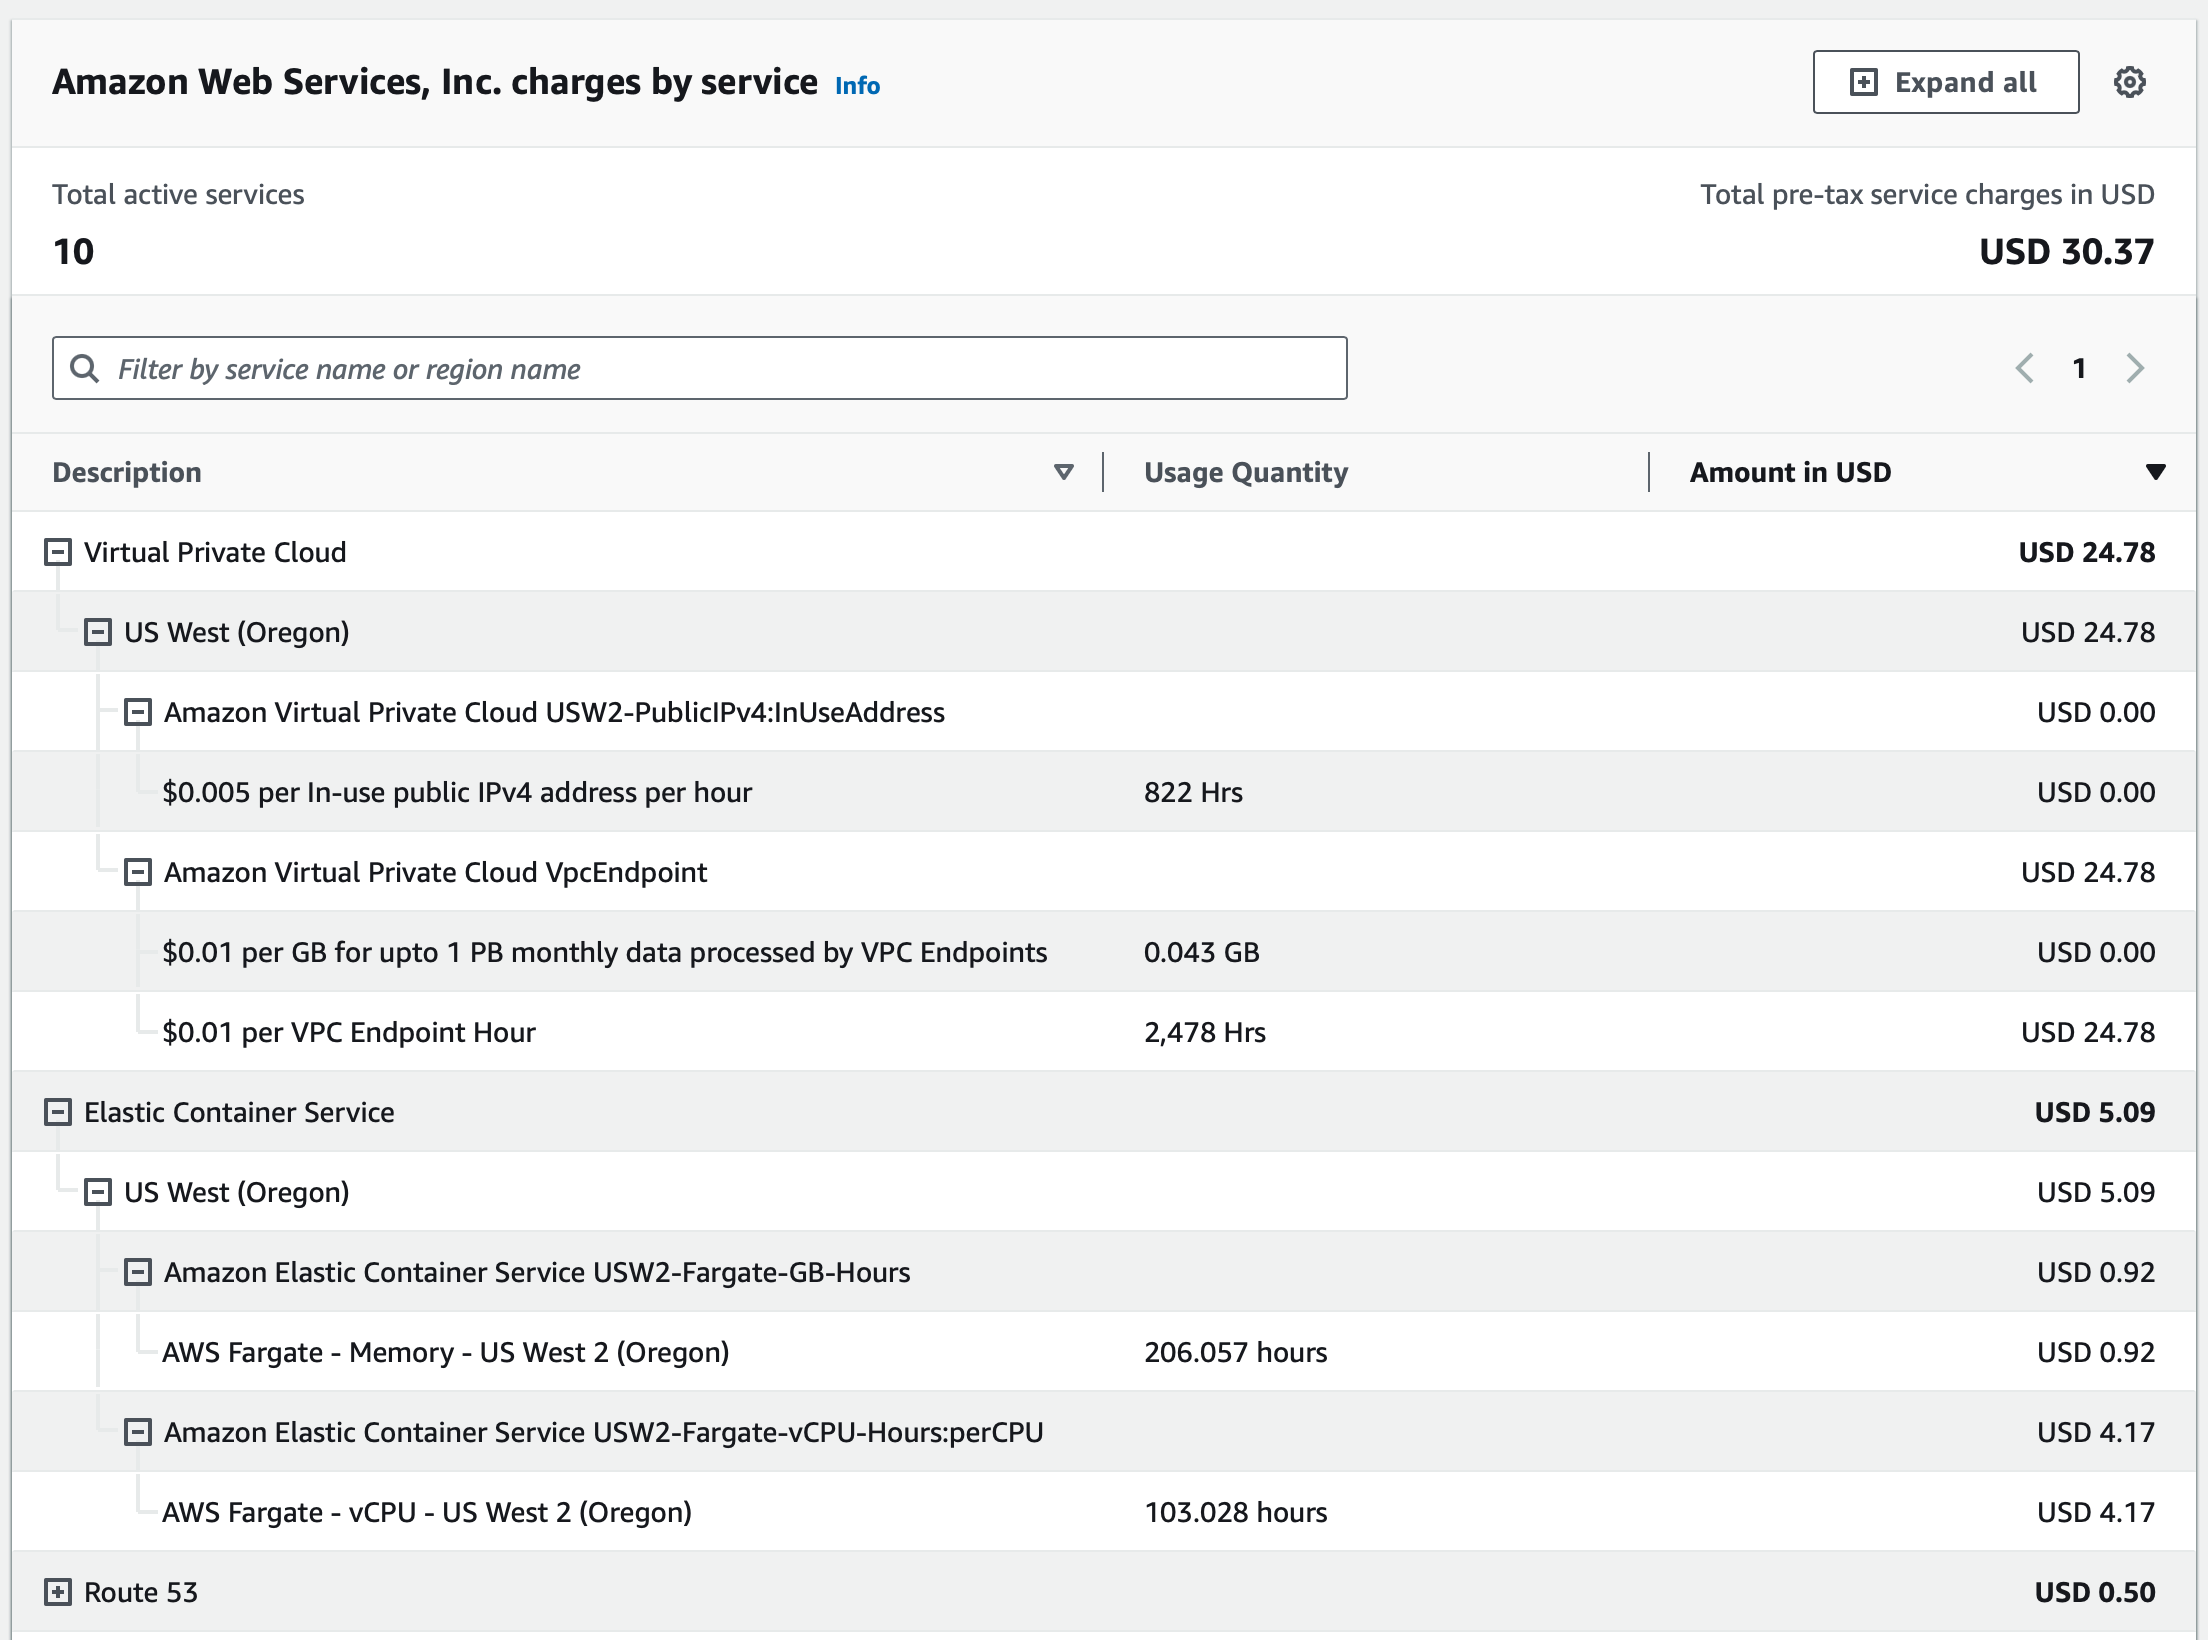 Amazon Web Services, Inc. charges by service Info
Expand all
Total active services
Total pre-tax service charges in USD
10
USD 30.37
Filter by service name or region name
1
Description
Usage Quantity
Amount in USD
Virtual Private Cloud USD 24.78
US West (Oregon) USD 24.78
Amazon Virtual Private Cloud USW2-PublicIPv4:InUseAddress USD 0.00
$0.005 per In-use public IPv4 address per hour 822 Hrs USD 0.00
Amazon Virtual Private Cloud VpcEndpoint USD 24.78
$0.01 per GB for upto 1 PB monthly data processed by VPC Endpoints 0.043 GB USD 0.00
$0.01 per VPC Endpoint Hour 2,478 Hrs USD 24.78
Elastic Container Service USD 5.09
US West (Oregon) USD 5.09
Amazon Elastic Container Service USW2-Fargate-GB-Hours USD 0.92
AWS Fargate - Memory - US West 2 (Oregon) 206.057 hours USD 0.92
Amazon Elastic Container Service USW2-Fargate-vCPU-Hours:perCPU USD 4.17
AWS Fargate - vCPU - US West 2 (Oregon) 103.028 hours USD 4.17
Route 53 USD 0.50